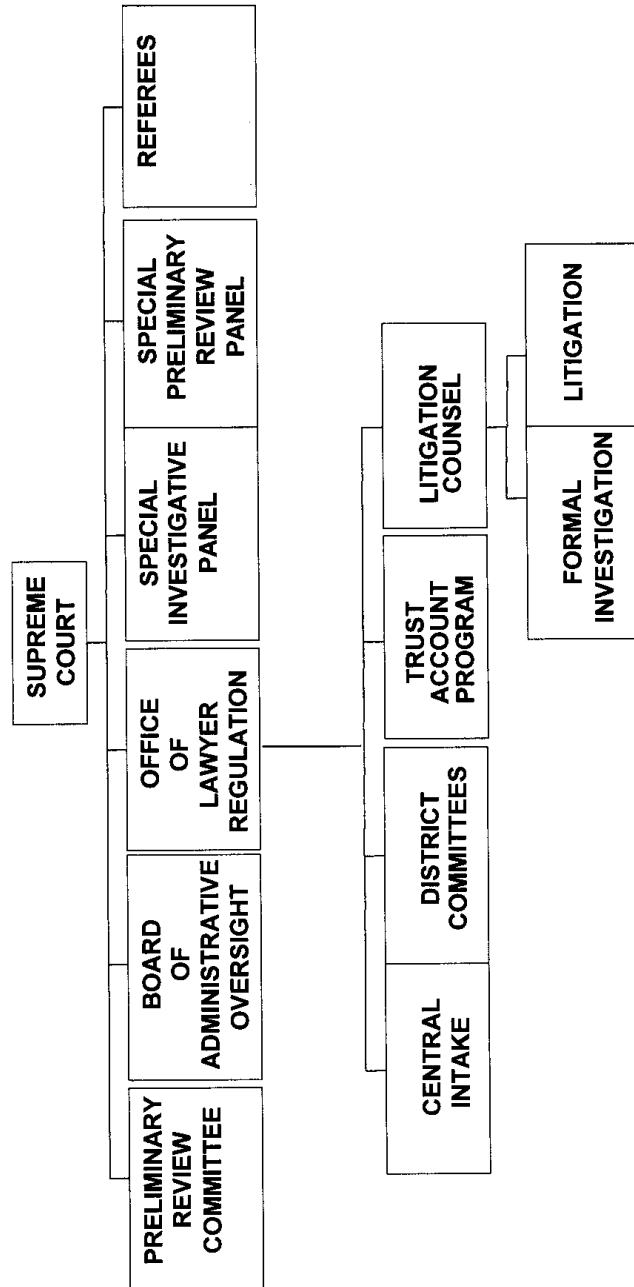 SUPREME
COURT
PRELIMINARY
REVIEW
COMMITTEE
BOARD
OF
ADMINISTRATIVE
OVERSIGHT
OFFICE
OF
LAWYER
REGULATION
SPECIAL
INVESTIGATIVE
PANEL
SPECIAL
PRELIMINARY
REVIEW
PANEL
REFEREES
CENTRAL
INTAKE
DISTRICT
COMMITTEES
TRUST
ACCOUNT
PROGRAM
LITIGATION
COUNSEL
FORMAL
INVESTIGATION
LITIGATION